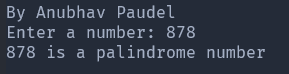 By Anubhav Paudel
Enter a number: 878
878 is a palindrome number